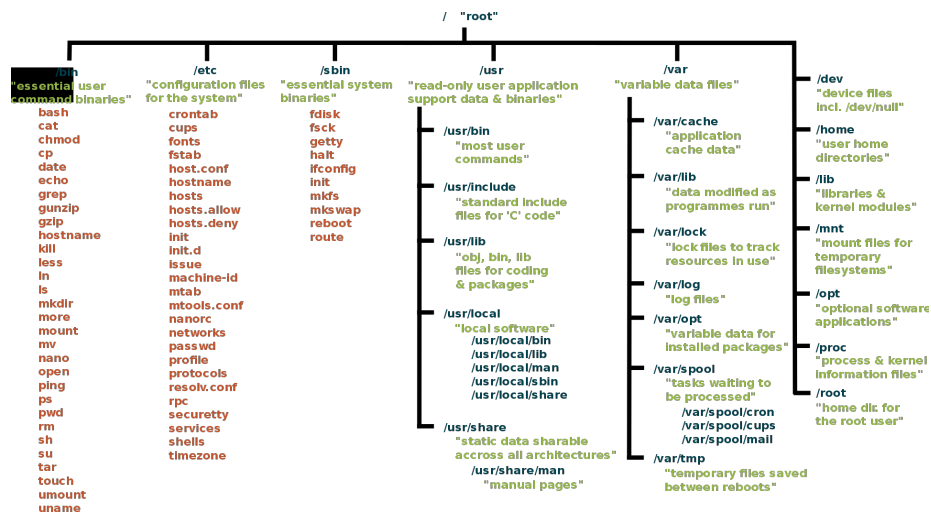 / "root"
/bin
"essential user
command binaries"
bash
cat
chmod
cp
date
echo
grep
gunzip
gzip
hostname
kill
less
ln
ls
mkdir
more
mount
mv
nano
open
ping
ps
pwd
rm
sh
su
tar
touch
umount
uname
/etc
"configuration files
for the system"
crontab
cups
fonts
fstab
host.conf
hostname
hosts
hosts.allow
hosts.deny
init
init.d
issue
machine-id
mtab
mtools.conf
nanorc
networks
passwd
profile
protocols
resolv.conf
rpc
securetty
services
shells
timezone
/sbin
"essential system
binaries"
fdisk
fsck
getty
halt
ifconfig
init
mkfs
mkswap
reboot
route
/usr
"read-only user application
support data & binaries"
/usr/bin
"most user
commands"
/usr/include
"standard include
files for 'C' code"
/usr/lib
"obj, bin, lib
files for coding
& packages"
/usr/local
"local software"
/usr/local/bin
/usr/local/lib
/usr/local/man
/usr/local/sbin
/usr/local/share
/usr/share
"static data sharable
accross all architectures"
/usr/share/man
"manual pages"
/var
"variable data files"
/var/cache
"application
cache data"
/var/lib
"data modified as
programmes run"
/var/lock
"lock files to track
resources in use"
/var/log
"log files"
/var/opt
"variable data for
installed packages"
/var/spool
"tasks waiting to
be processed"
/var/spool/cron
/var/spool/cups
/var/spool/mail
/var/tmp
"temporary files saved
between reboots"
/dev
"device files
incl. /dev/null"
/home
"user home
directories"
/lib
"libraries &
kernel modules"
/mnt
"mount files for
temporary
filesystems"
/opt
"optional software
applications"
/proc
"process & kernel
information files"
/root
"home dir. for
the root user"